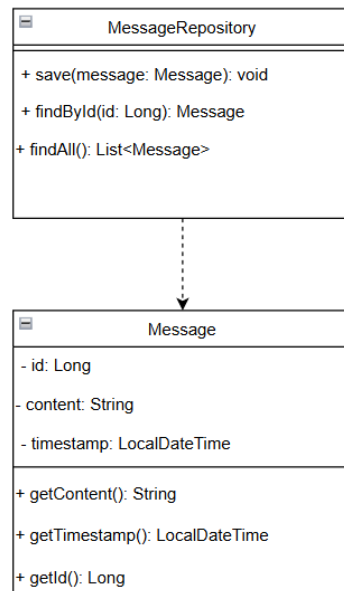 MessageRepository
+ save(message: Message): void
+ findById(id: Long): Message
+ findAll(): List<Message>
Message
- id: Long
- content: String
- timestamp: LocalDateTime
+ getContent(): String
+ getTimestamp(): LocalDateTime
+ getId(): Long